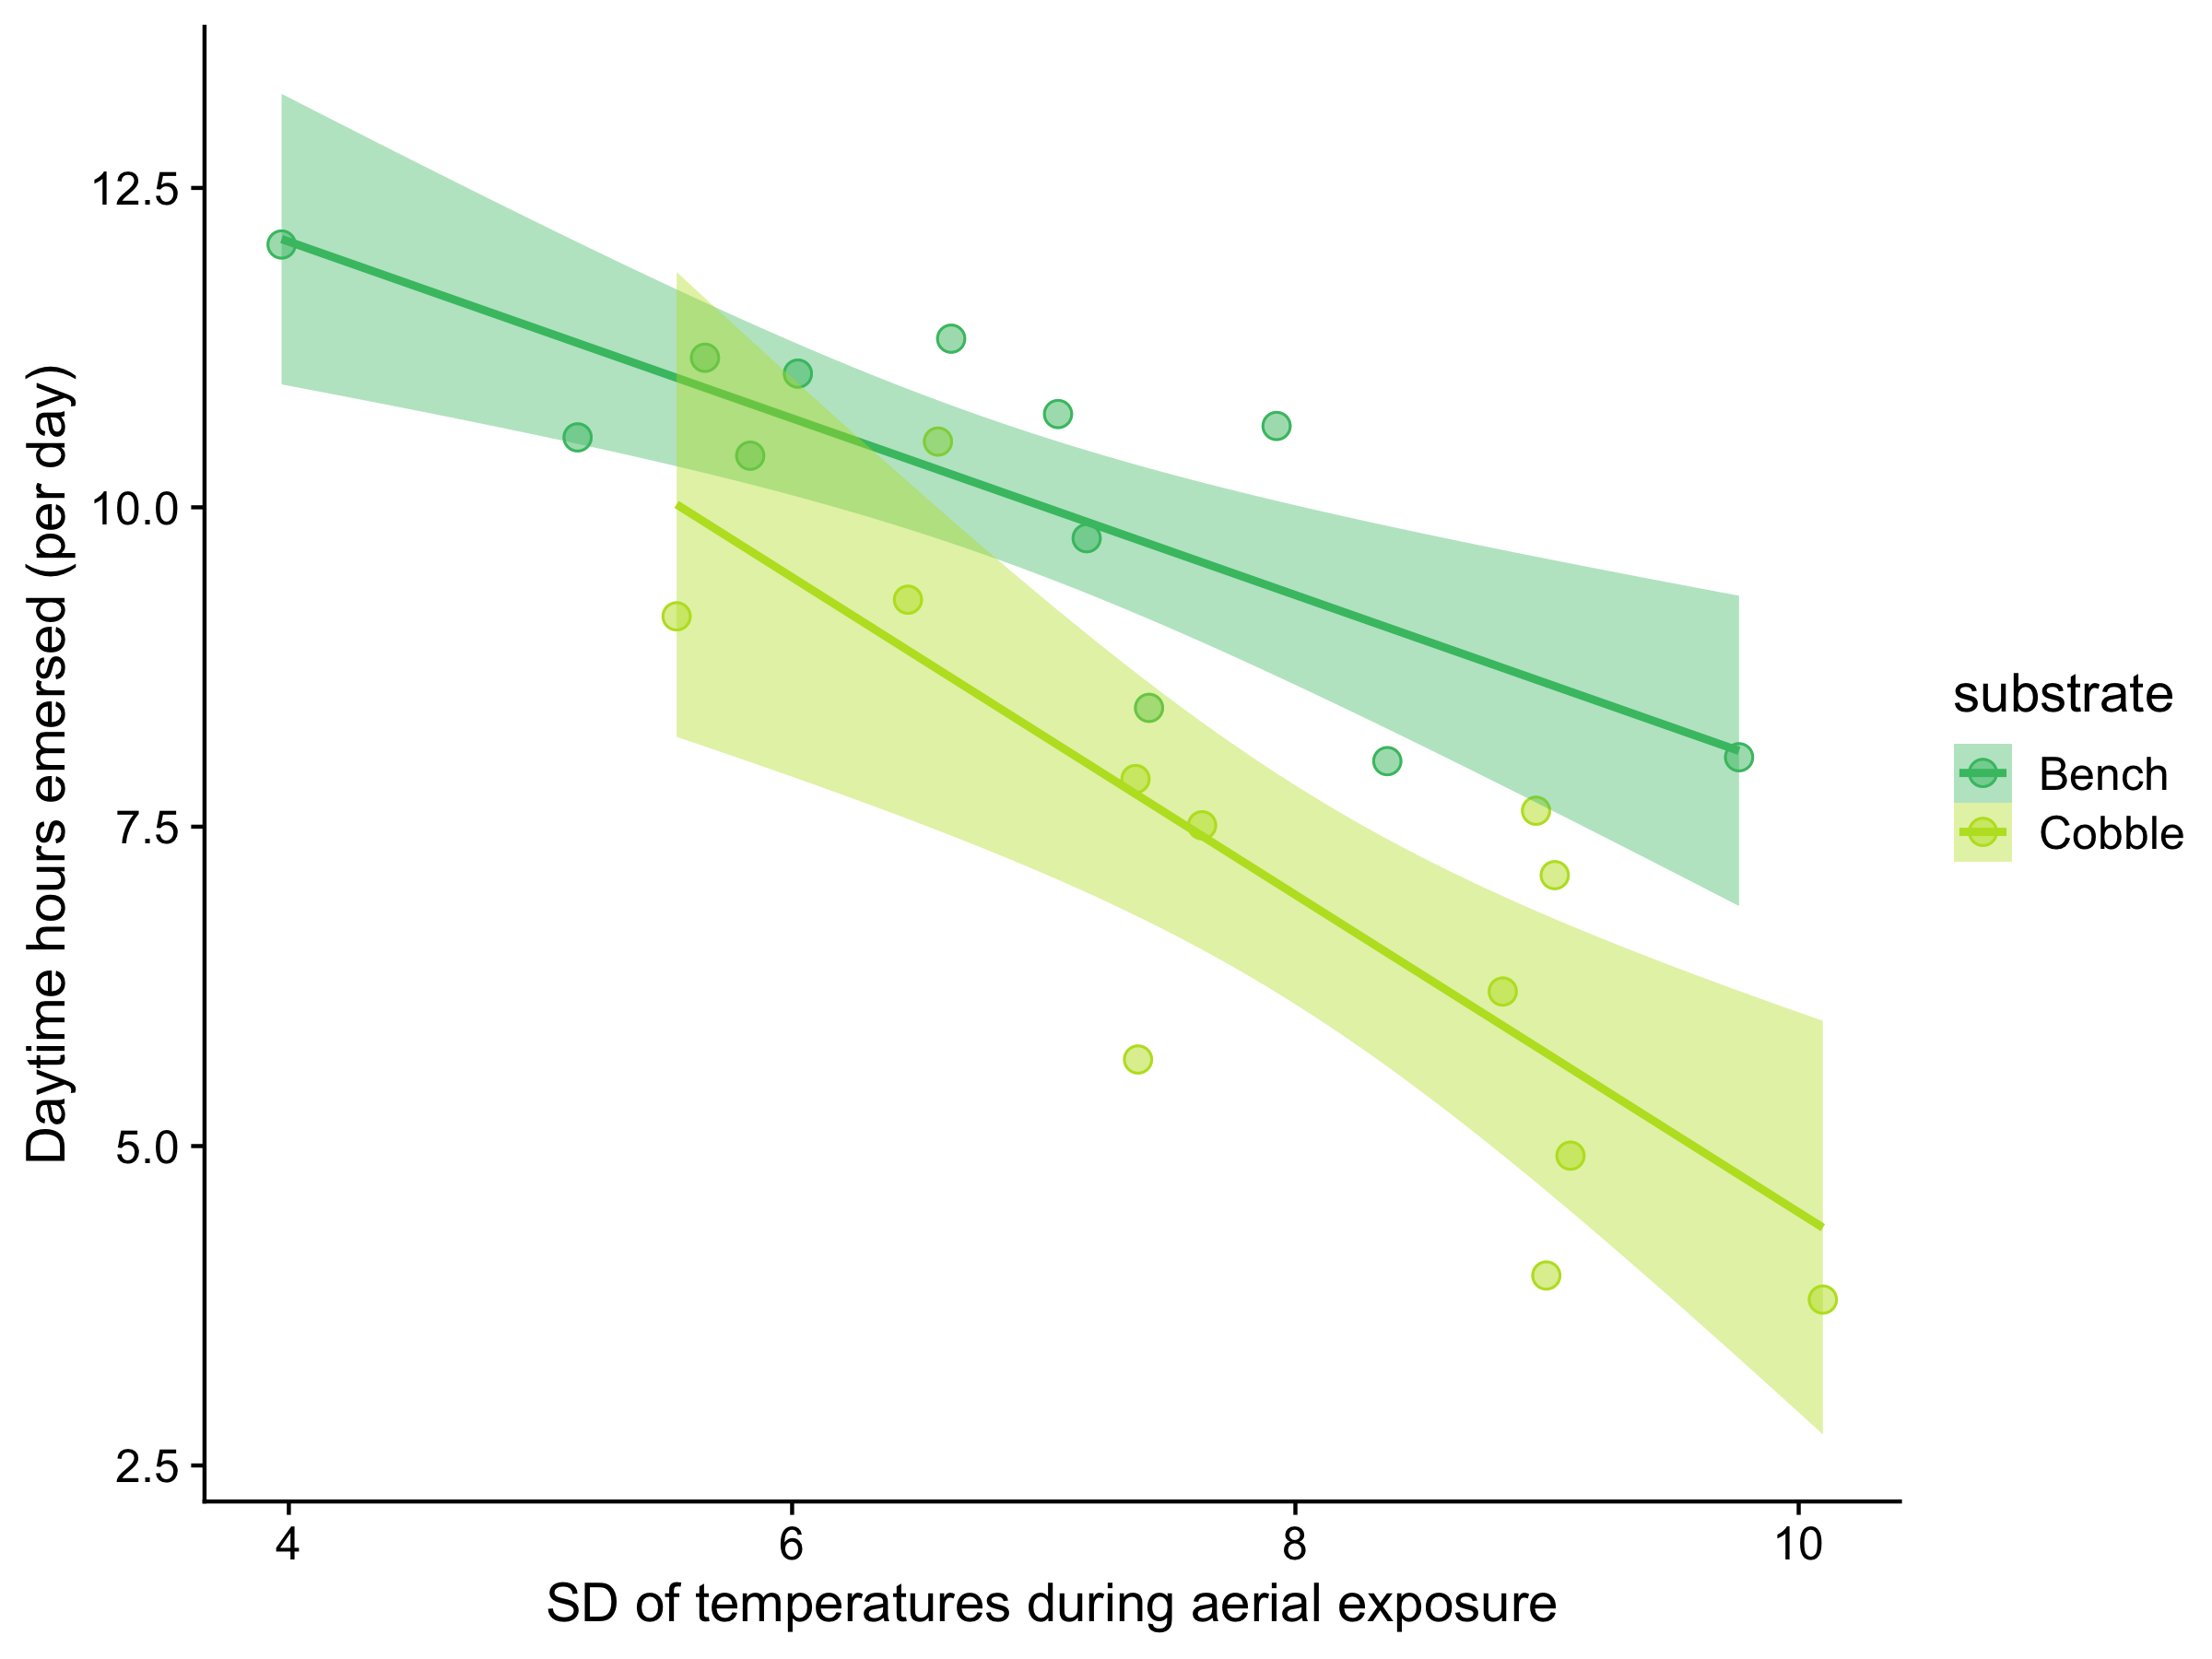 Daytime hours emersed (per day)
12.5
10.0
7.5
5.0
2.5
4 6 8 10
SD of temperatures during aerial exposure
substrate
Bench
Cobble